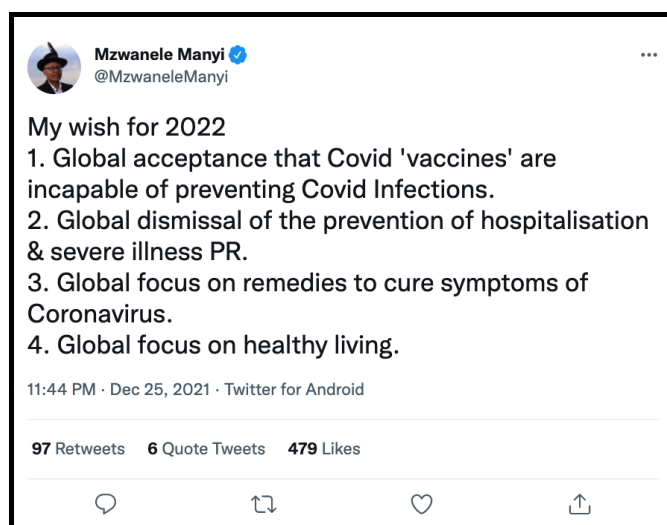 Mzwanele Manyi
@MzwaneleManyi
My wish for 2022
1. Global acceptance that Covid 'vaccines' are
incapable of preventing Covid Infections.
2. Global dismissal of the prevention of hospitalisation
& severe illness PR.
3. Global focus on remedies to cure symptoms of
Coronavirus.
4. Global focus on healthy living.
11:44 PM · Dec 25, 2021 · Twitter for Android
97 Retweets 6 Quote Tweets 479 Likes